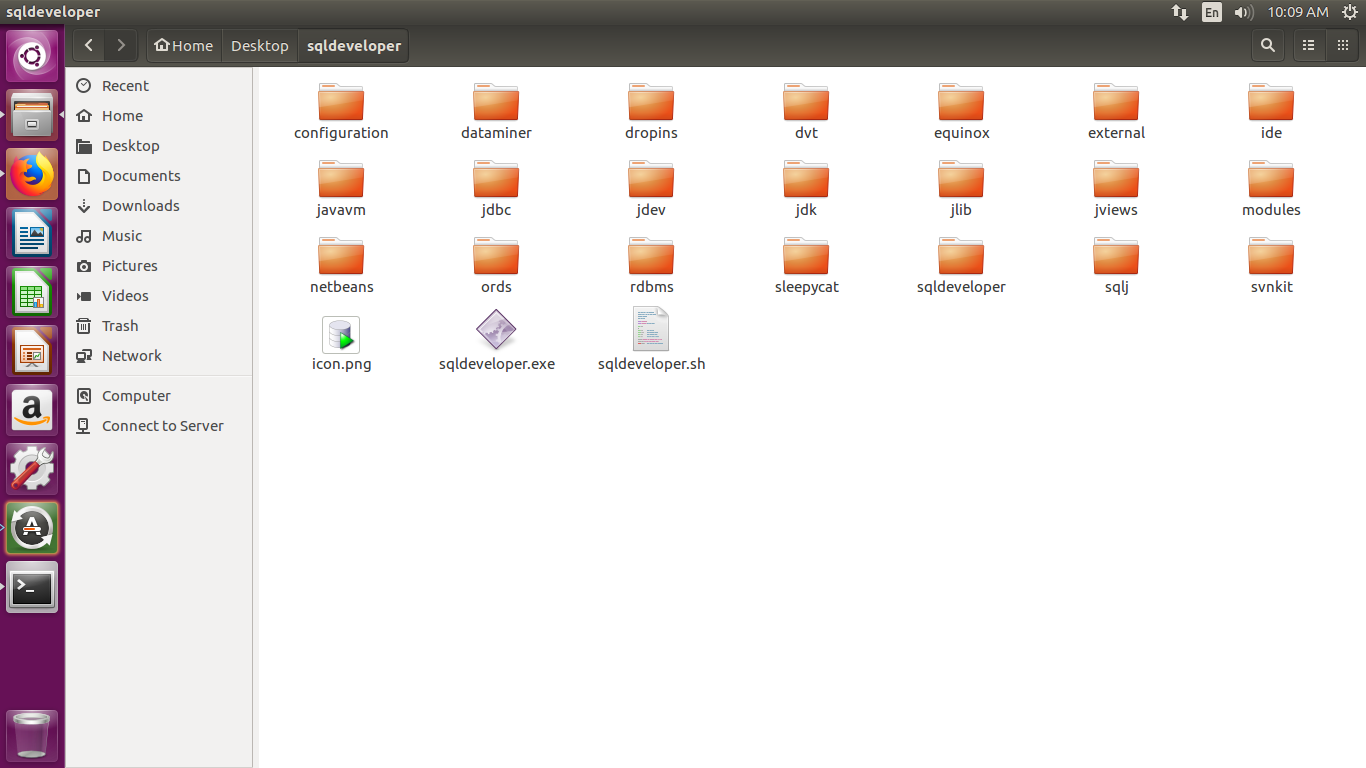 sqldeveloper
En
10:09 AM
Home
Desktop
sqldeveloper
Recent
Home
Desktop
Documents
Downloads
Music
Pictures
Videos
Trash
Network
Computer
Connect to Server
configuration
dataminer
dropins
dvt
equinox
external
ide
javavm
jdbc
jdev
jdk
jlib
jviews
modules
netbeans
ords
rdbms
sleepycat
sqldeveloper
sqlj
svnkit
icon.png
sqldeveloper.exe
sqldeveloper.sh